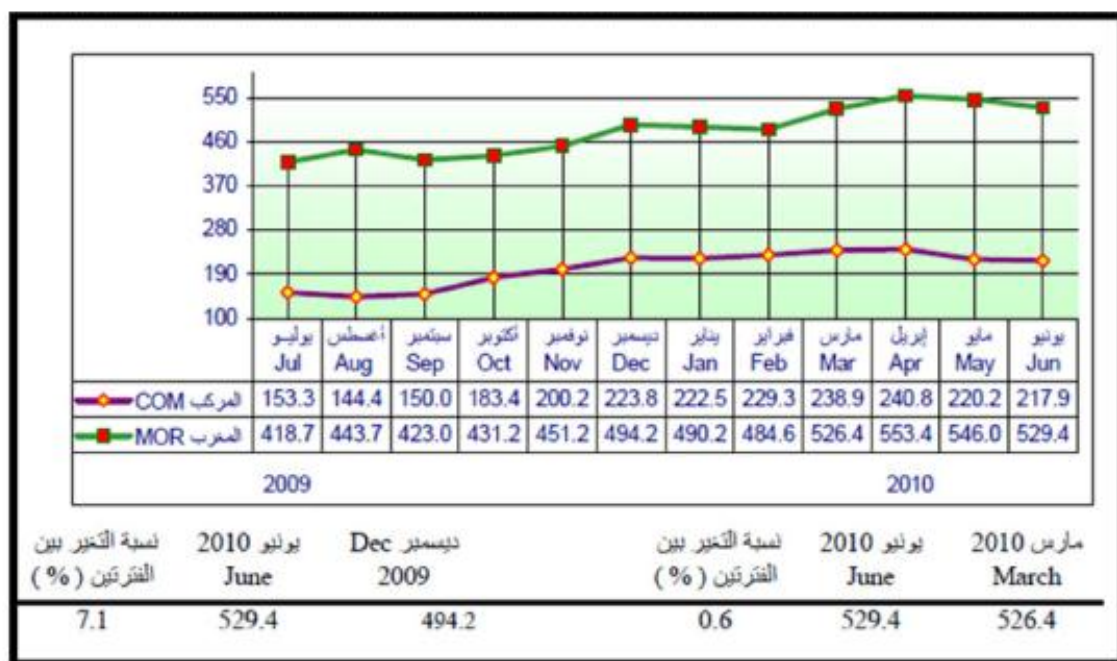 550
460
370
280
190
100
يوليو أغسطس سبتمبر أكتوبر نوفمبر ديسمبر يناير فبراير مارس إبريل مايو يونيو
Jul Aug Sep Oct Nov Dec Jan Feb Mar Apr May Jun
COM المركب 153.3 144.4 150.0 183.4 200.2 223.8 222.5 229.3 238.9 240.8 220.2 217.9
MOR المغرب 418.7 443.7 423.0 431.2 451.2 494.2 490.2 484.6 526.4 553.4 546.0 529.4
2009 2010
مارس 2010 يونيو 2010 نسبة التغير بين ديسمبر Dec يونيو 2010 نسبة التغير بين
March June الفترتين ( % ) 2009 June الفترتين ( % )
526.4 529.4 0.6 494.2 529.4 7.1